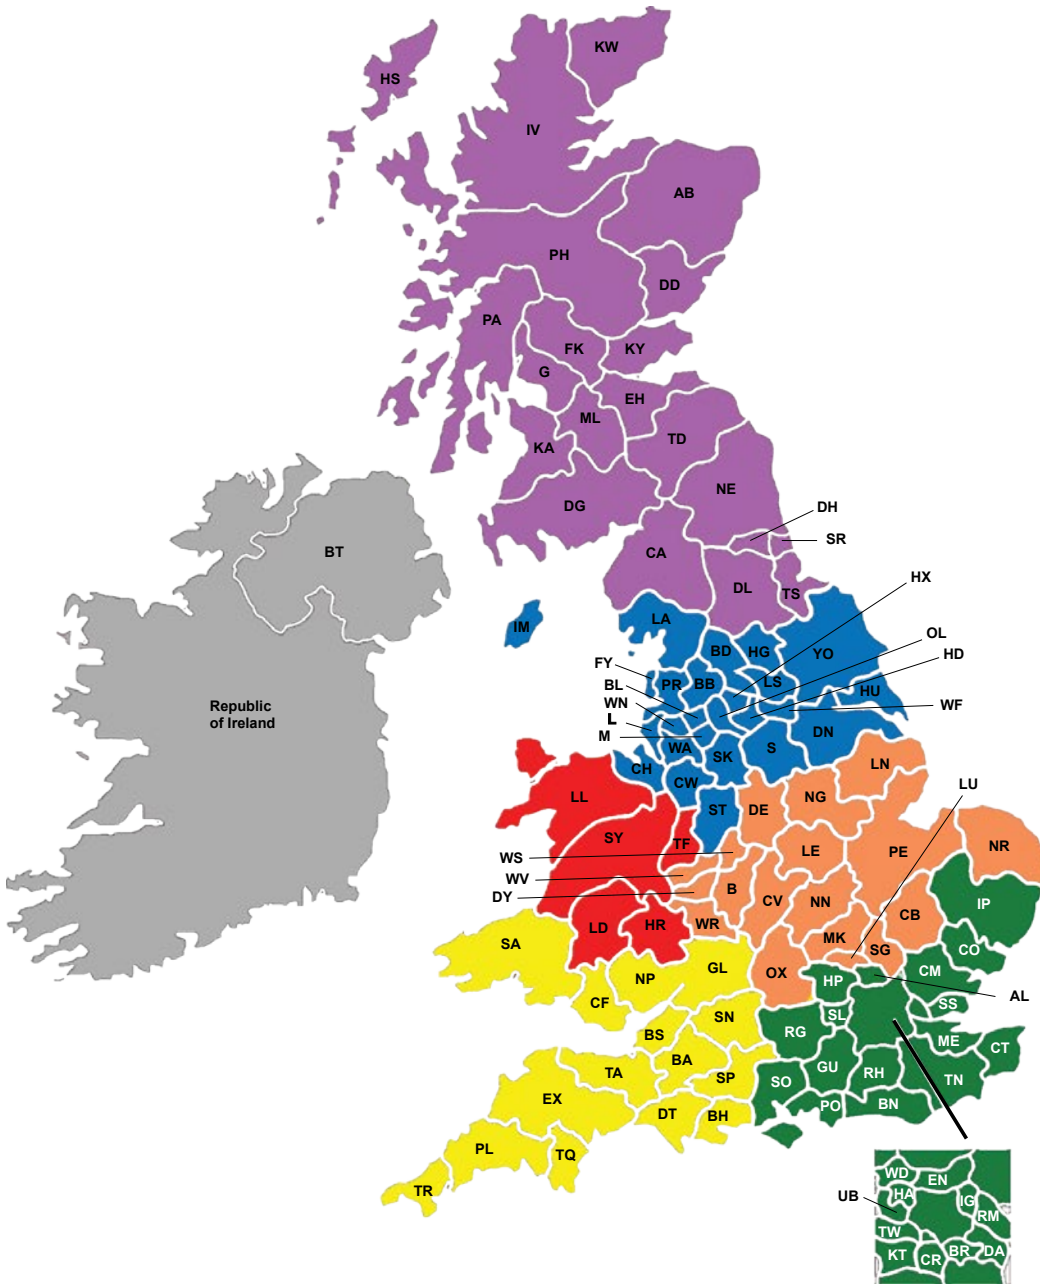 KW
HS
IV
AB
PH
DD
PA
FK
KY
G
EH
ML
TD
KA
NE
DG
DH
SR
BT
CA
DL
TS
HX
IM
LA
OL
BD
HG
YO
HD
FY
PR
BB
LS
HU
BL
WN
WF
L
M
WA
SK
S
DN
CH
CW
LN
Republic
of Ireland
LL
ST
DE
NG
LU
SY
TF
LE
PE
NR
WS
WV
DY
B
CV
NN
CB
IP
LD
HR
WR
MK
SG
CO
SA
NP
GL
OX
HP
CM
AL
CF
SN
SL
SS
BS
RG
ME
CT
BA
TA
SP
SO
GU
RH
TN
EX
DT
BH
PO
BN
PL
TQ
TR
WD
EN
UB
HA
IG
RM
TW
KT
CR
BR
DA